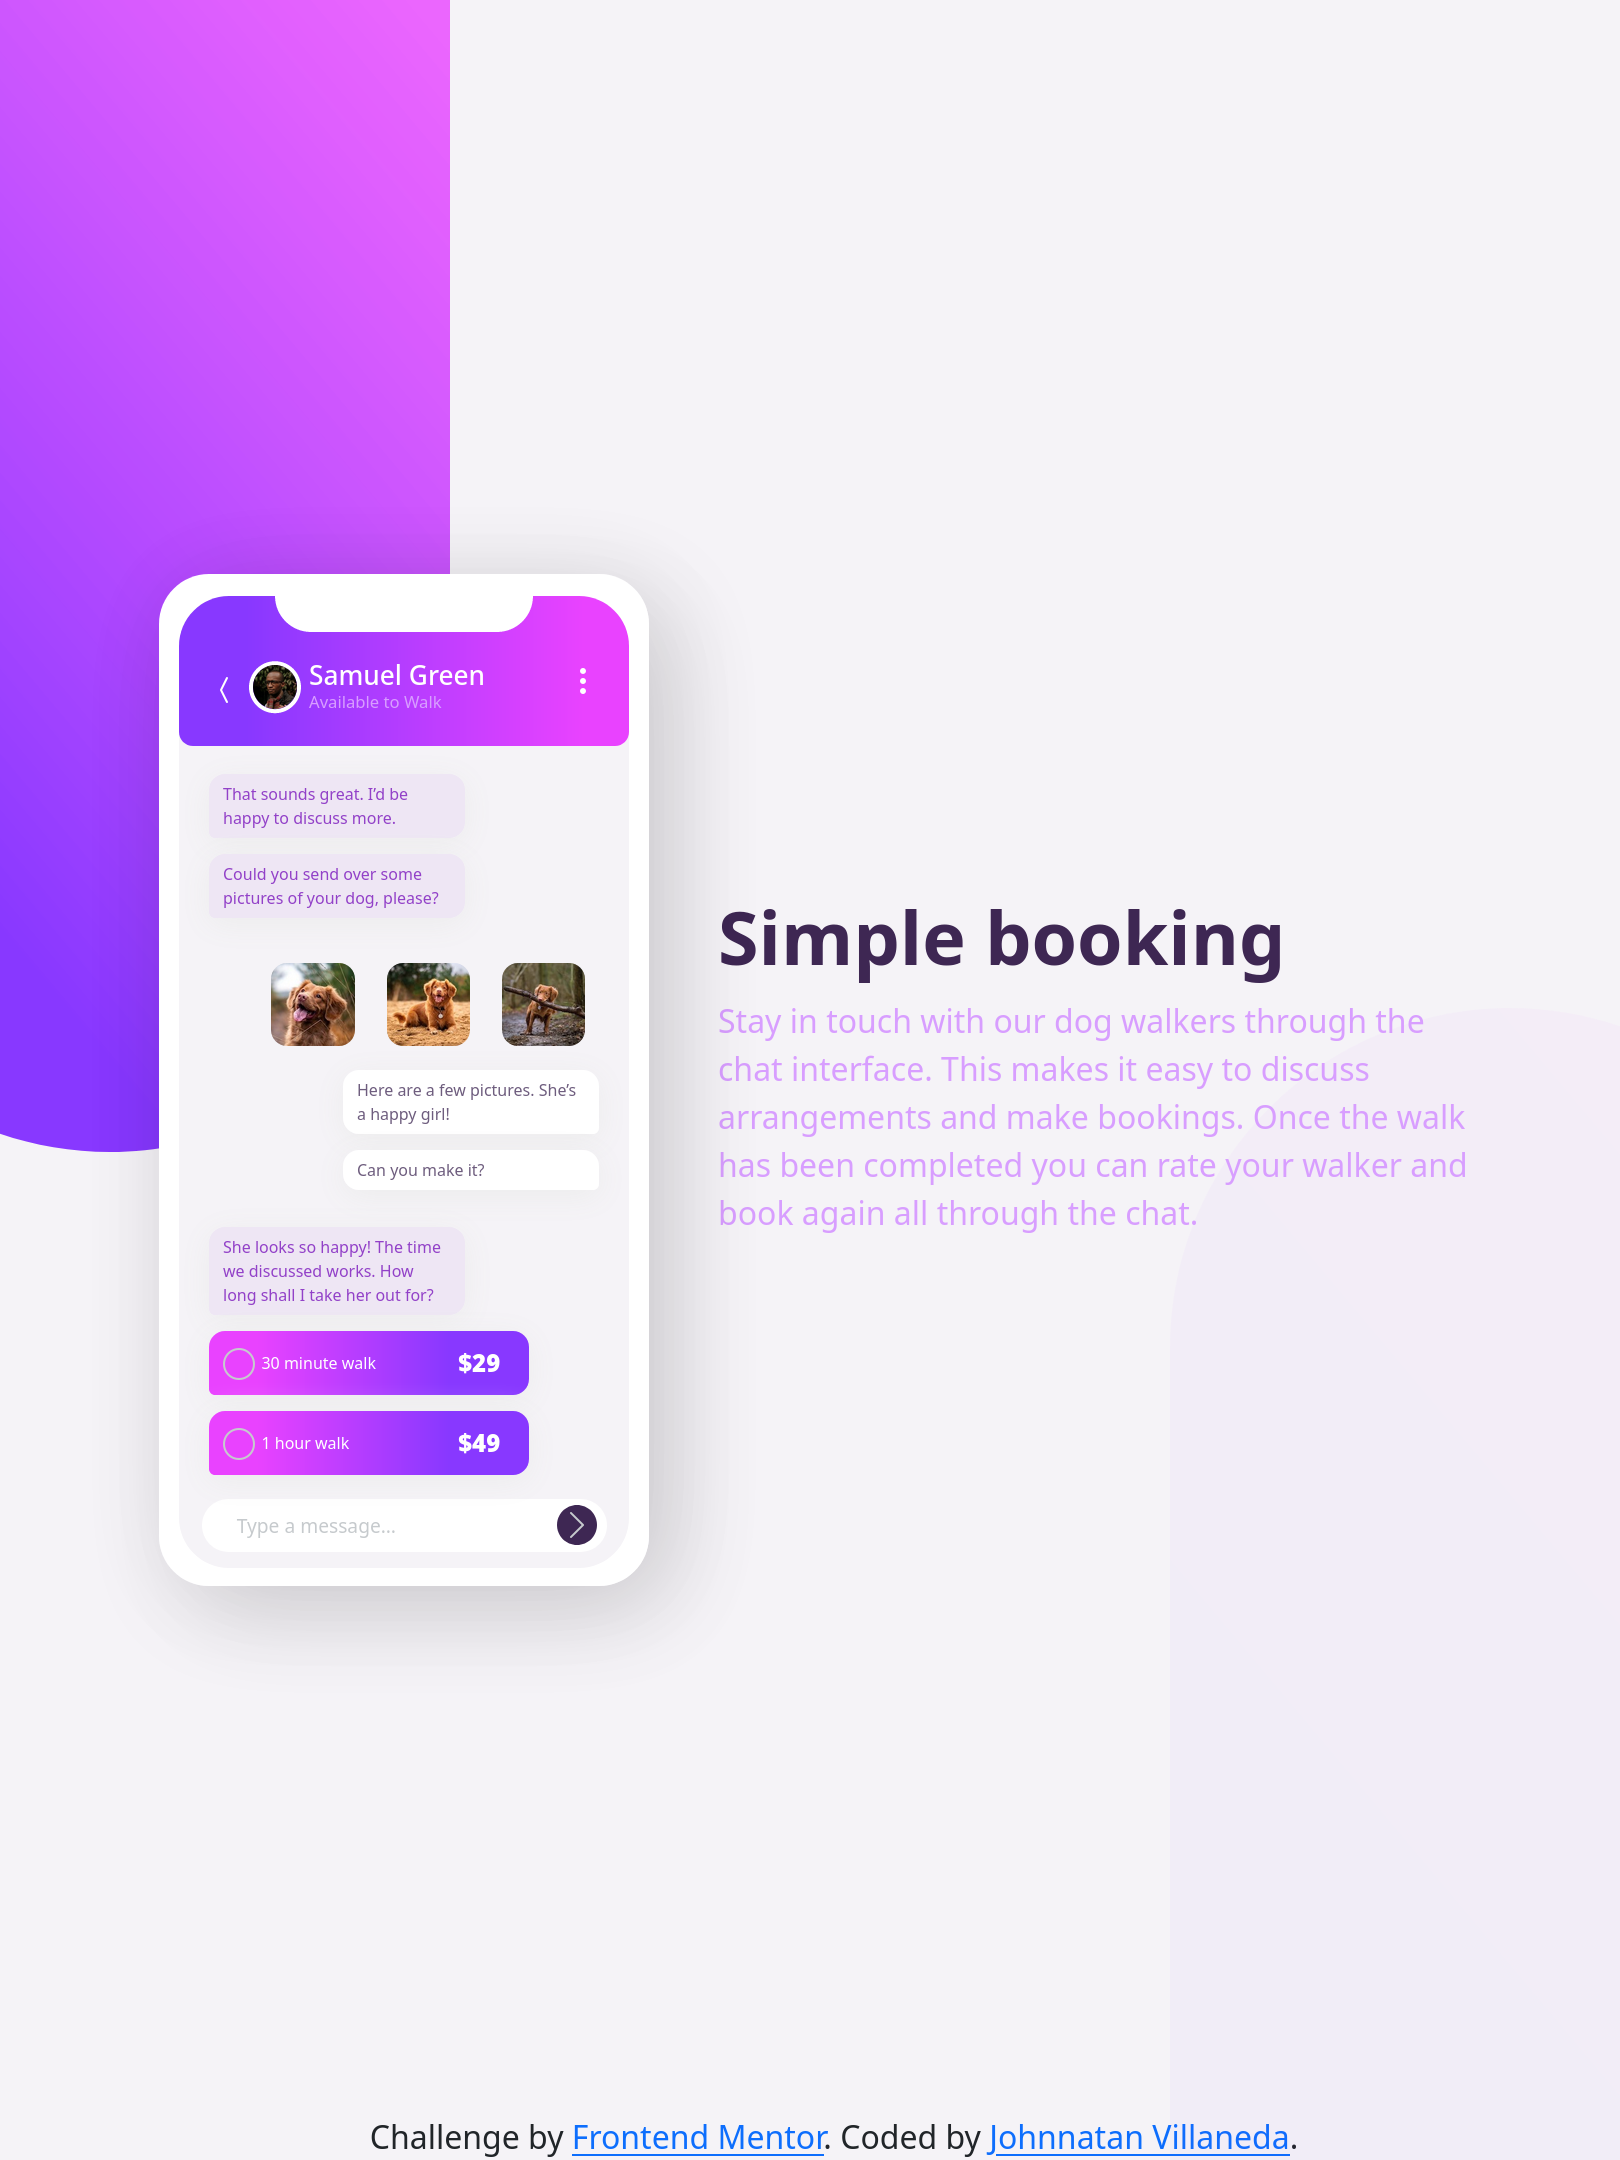 Samuel Green
Available to Walk
That sounds great. I’d be
happy to discuss more.
Could you send over some
pictures of your dog, please?
Here are a few pictures. She’s
a happy girl!
Can you make it?
She looks so happy! The time
we discussed works. How
long shall I take her out for?
30 minute walk $29
1 hour walk $49
Type a message...
Simple booking
Stay in touch with our dog walkers through the
chat interface. This makes it easy to discuss
arrangements and make bookings. Once the walk
has been completed you can rate your walker and
book again all through the chat.
Challenge by Frontend Mentor. Coded by Johnnatan Villaneda.